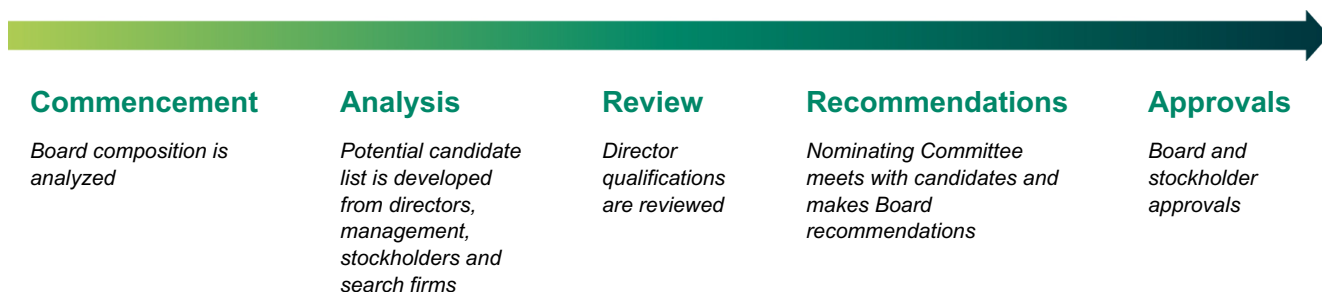 Commencement
Board composition is
analyzed
Analysis
Potential candidate
list is developed
from directors,
management,
stockholders and
search firms
Review
Director
qualifications
are reviewed
Recommendations
Nominating Committee
meets with candidates and
makes Board
recommendations
Approvals
Board and
stockholder
approvals